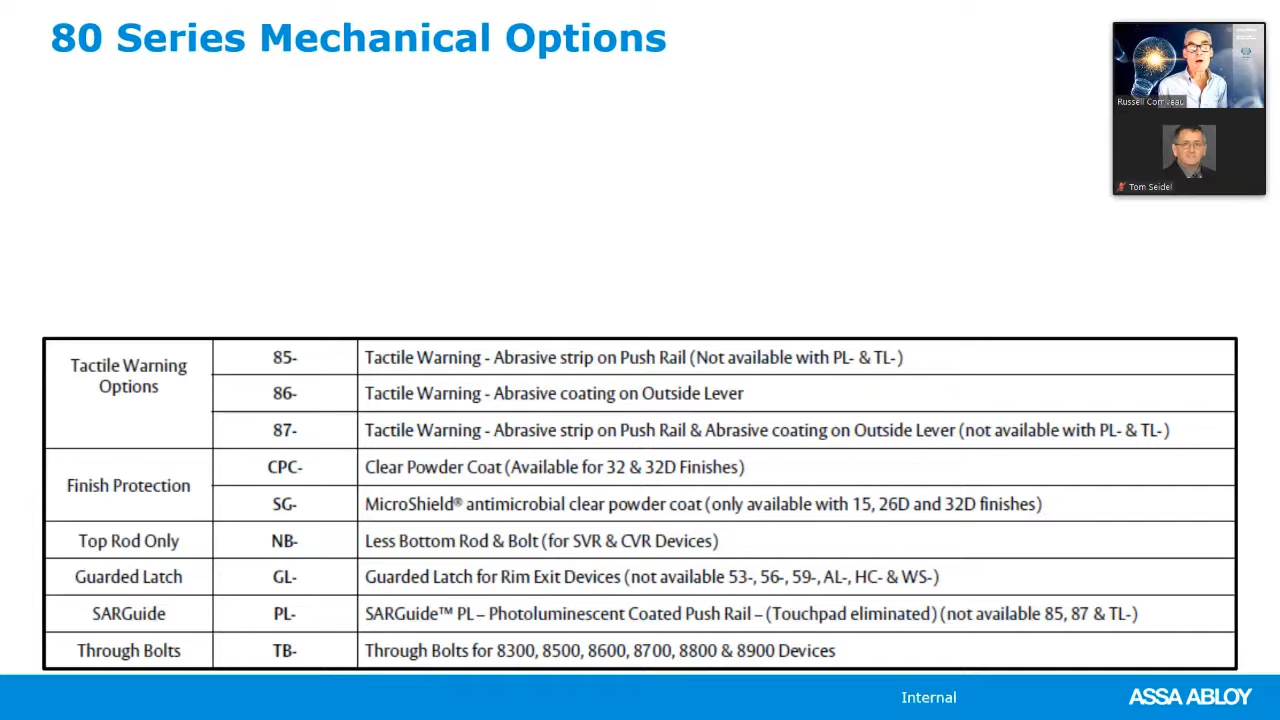 80 Series Mechanical Options
Russell Corriveau
Tom Seidel
Tactile Warning
Options
85-
Tactile Warning - Abrasive strip on Push Rail (Not available with PL- & TL-)
86-
Tactile Warning - Abrasive coating on Outside Lever
87-
Tactile Warning - Abrasive strip on Push Rail & Abrasive coating on Outside Lever (not available with PL- & TL-)
Finish Protection
CPC-
Clear Powder Coat (Available for 32 & 32D Finishes)
SG-
MicroShield® antimicrobial clear powder coat (only available with 15, 26D and 32D finishes)
Top Rod Only
NB-
Less Bottom Rod & Bolt (for SVR & CVR Devices)
Guarded Latch
GL-
Guarded Latch for Rim Exit Devices (not available 53-, 56-, 59-, AL-, HC- & WS-)
SARGuide
PL-
SARGuide™ PL – Photoluminescent Coated Push Rail – (Touchpad eliminated) (not available 85, 87 & TL-)
Through Bolts
TB-
Through Bolts for 8300, 8500, 8600, 8700, 8800 & 8900 Devices
Internal
ASSA ABLOY